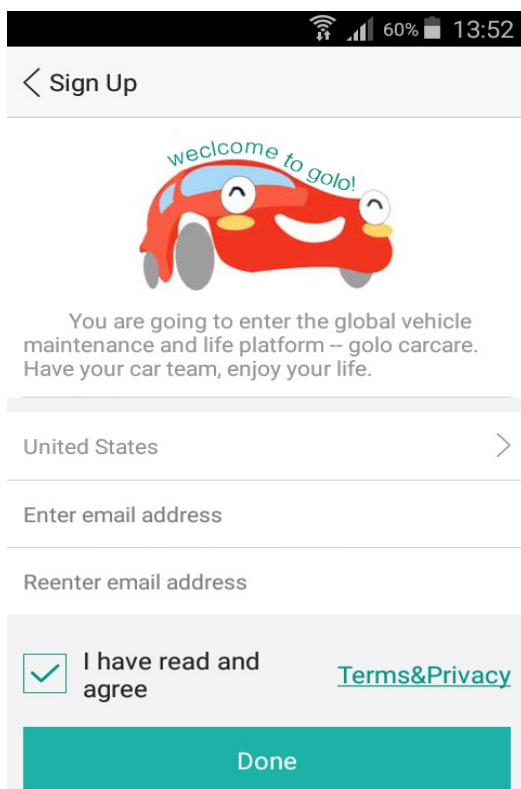 60% 13:52
Sign Up
weclcome to golo!
You are going to enter the global vehicle
maintenance and life platform -- golo carcare.
Have your car team, enjoy your life.
United States
Enter email address
Reenter email address
I have read and
agree
Terms&Privacy
Done